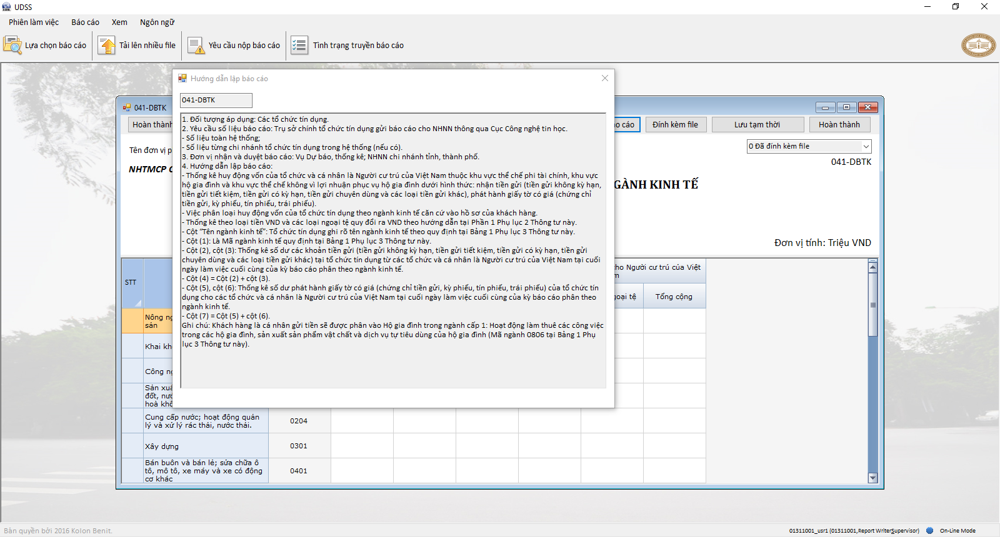 UDSS
Phiên làm việc Báo cáo Xem Ngôn ngữ
Lựa chọn báo cáo Tải lên nhiều file Yêu cầu nộp báo cáo Tình trạng truyền báo cáo
Hướng dẫn lập báo cáo
041-DBTK
1. Đối tượng áp dụng: Các tổ chức tín dụng.
2. Yêu cầu số liệu báo cáo: Trụ sở chính tổ chức tín dụng gửi báo cáo cho NHNN thông qua Cục Công nghệ tin học.
- Số liệu toàn hệ thống;
- Số liệu từng chi nhánh tổ chức tín dụng trong hệ thống (nếu có).
3. Đơn vị nhận và duyệt báo cáo: Vụ Dự báo, thống kê; NHNN chi nhánh tỉnh, thành phố.
4. Hướng dẫn lập báo cáo:
- Thống kê huy động vốn của tổ chức và cá nhân là Người cư trú của Việt Nam thuộc khu vực thể chế phi tài chính, khu vực
hộ gia đình và khu vực thể chế không vì lợi nhuận phục vụ hộ gia đình dưới hình thức: nhận tiền gửi (tiền gửi không kỳ hạn,
tiền gửi tiết kiệm, tiền gửi có kỳ hạn, tiền gửi chuyên dùng và các loại tiền gửi khác), phát hành giấy tờ có giá (chứng chỉ
tiền gửi, kỳ phiếu, tín phiếu, trái phiếu).
- Việc phân loại huy động vốn của tổ chức tín dụng theo ngành kinh tế căn cứ vào hồ sơ của khách hàng.
- Thống kê theo loại tiền VND và các loại ngoại tệ quy đổi ra VND theo hướng dẫn tại Phần 1 Phụ lục 2 Thông tư này.
- Cột “Tên ngành kinh tế”: Tổ chức tín dụng ghi rõ tên ngành kinh tế theo quy định tại Bảng 1 Phụ lục 3 Thông tư này.
- Cột (1): Là Mã ngành kinh tế quy định tại Bảng 1 Phụ lục 3 Thông tư này.
- Cột (2), cột (3): Thống kê số dư các khoản tiền gửi (tiền gửi không kỳ hạn, tiền gửi tiết kiệm, tiền gửi có kỳ hạn, tiền gửi
chuyên dùng và các loại tiền gửi khác) tại tổ chức tín dụng từ các tổ chức và cá nhân là Người cư trú của Việt Nam tại cuối
ngày làm việc cuối cùng của kỳ báo cáo phân theo ngành kinh tế.
- Cột (4) = Cột (2) + cột (3).
- Cột (5), cột (6): Thống kê số dư phát hành giấy tờ có giá (chứng chỉ tiền gửi, kỳ phiếu, tín phiếu, trái phiếu) của tổ chức tín
dụng cho các tổ chức và cá nhân là Người cư trú của Việt Nam tại cuối ngày làm việc cuối cùng của kỳ báo cáo phân theo
ngành kinh tế.
- Cột (7) = Cột (5) + cột (6).
Ghi chú: Khách hàng là cá nhân gửi tiền sẽ được phân vào Hộ gia đình trong ngành cấp 1: Hoạt động làm thuê các công việc
trong các hộ gia đình, sản xuất sản phẩm vật chất và dịch vụ tự tiêu dùng của hộ gia đình (Mã ngành 0806 tại Bảng 1 Phụ
lục 3 Thông tư này).
041-DBTK
Hoàn thành o cáo Đính kèm file Lưu tạm thời Hoàn thành
Tên đơn vị 0 Đã đính kèm file
041-DBTK
NHTMCP
GÀNH KINH TẾ
Đơn vị tính: Triệu VND
STT
ho Người cư trú của Việt
m
oại tệ Tổng cộng
Nông
sản
Khai
Công
Sản
đốt,
hoà
Cung cấp nước; hoạt động quản
lý và xử lý rác thải, nước thải.
0204
Xây dựng 0301
Bán buôn và bán lẻ; sửa chữa ô
tô, mô tô, xe máy và xe có động
cơ khác
0401
Bản quyền bởi 2016 Kolon Benit.
01311001_usr1 (01311001,Report WriterSupervisor) On-Line Mode